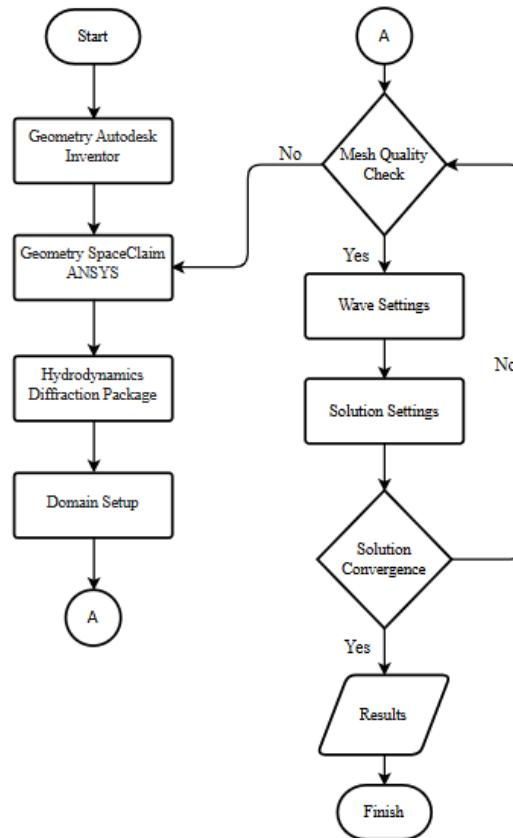 Start
Geometry Autodesk
Inventor
Geometry SpaceClaim
ANSYS
Hydrodynamics
Diffraction Package
Domain Setup
A
A
Mesh Quality
Check
No
Yes
Wave Settings
Solution Settings
No
Solution
Convergence
Yes
Results
Finish